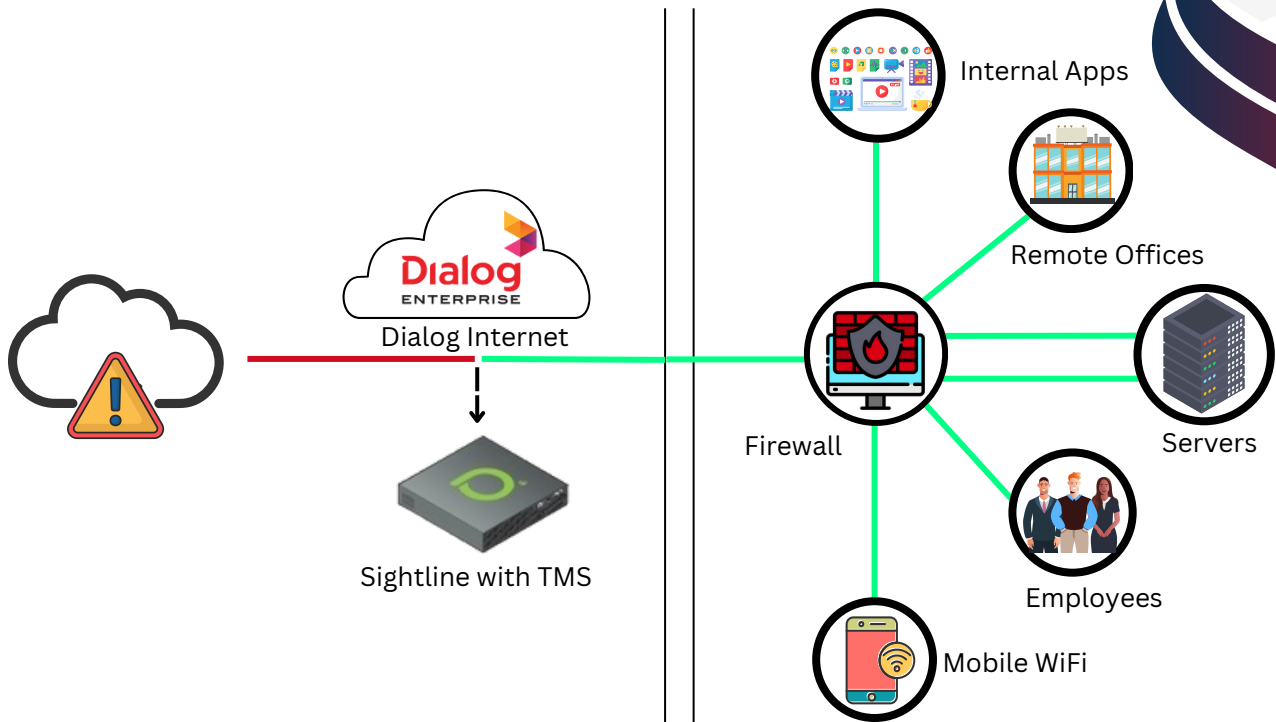 Internal Apps
Remote Offices
Dialog
ENTERPRISE
Dialog Internet
Firewall
Servers
Sightline with TMS
Employees
Mobile WiFi